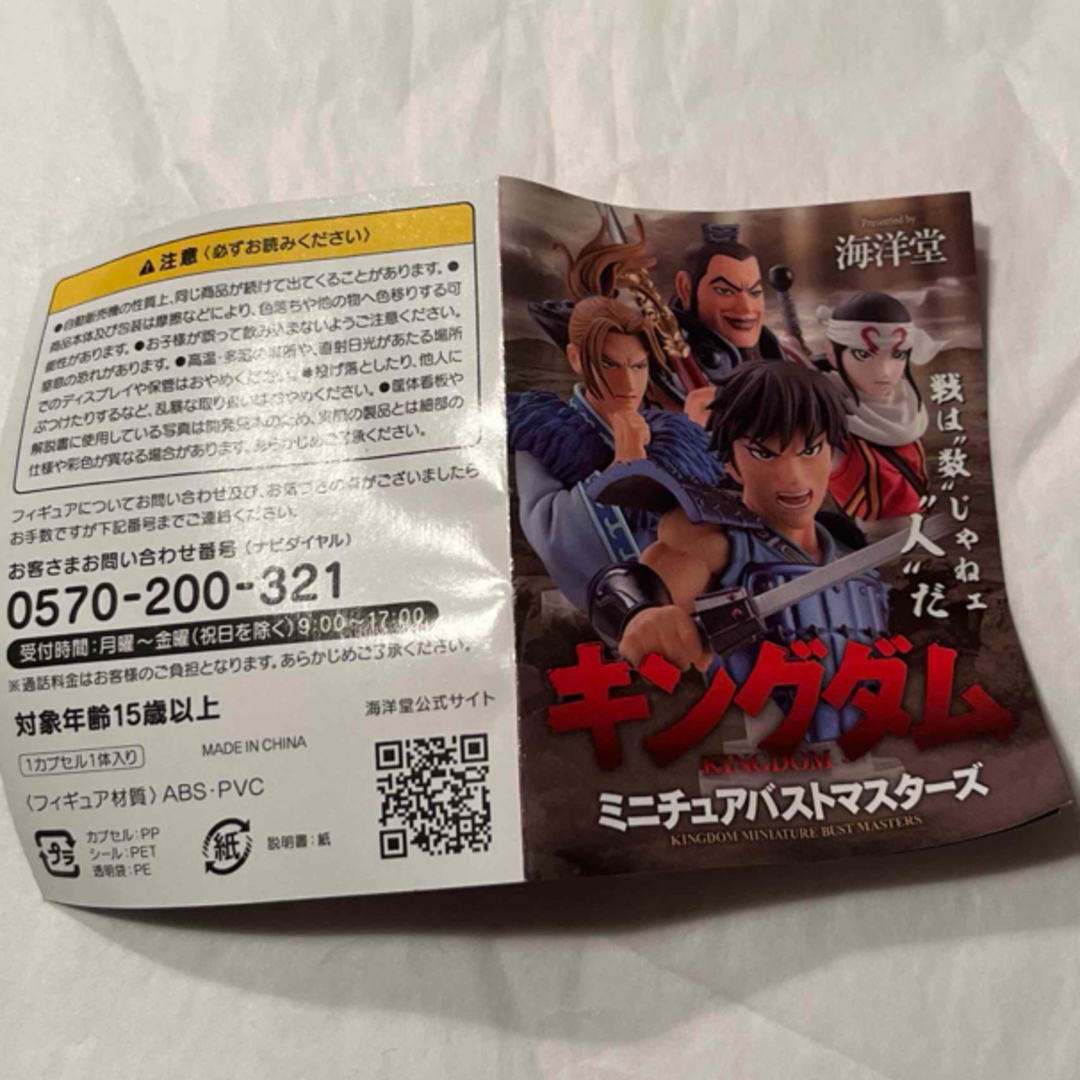 注意〈必ずお読みください〉
●自動販売機の性質上、同じ商品が続けて出てくることがあります。●
商品本体及び包装は摩擦などにより、色落ちや他の物へ色移りする可
能性があります。●お子様が誤って飲み込まないようご注意ください。
窒息の恐れがあります。●高温・多湿の場所や、直射日光があたる場所
でのディスプレイや保管はおやめください。●投げ落としたり、他人に
ぶつけたりするなど、乱暴な取り扱いはおやめください。●筐体看板や
解説書に使用している写真は開発見本のため、実際の製品とは細部の
仕様や彩色が異なる場合があります。あらかじめご了承ください。
フィギュアについてお問い合わせ及び、お気づきの点がございましたら
お手数ですが下記番号までご連絡ください。
お客さまお問い合わせ番号（ナビダイヤル）
0570-200-321
受付時間：月曜〜金曜（祝日を除く）9：00〜17：00
※通話料金はお客様のご負担となります。あらかじめご了承ください。
対象年齢15歳以上
1カプセル1体入り
MADE IN CHINA
〈フィギュア材質〉ABS・PVC
プラ
カプセル：PP
シール：PET
透明袋：PE
紙
説明書：紙
海洋堂公式サイト
Presented by
海洋堂
戦は“数”じゃねェ
“人”だ
キングダム
KINGDOM
ミニチュアバストマスターズ
KINGDOM MINIATURE BUST MASTERS